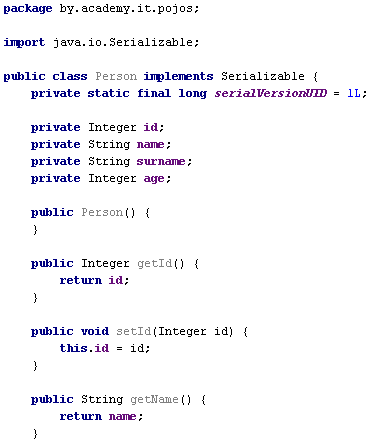 package by.academy.it.pojos;
import java.io.Serializable;
public class Person implements Serializable {
private static final long serialVersionUID = 1L;
private Integer id;
private String name;
private String surname;
private Integer age;
public Person() {
}
public Integer getId() {
return id;
}
public void setId(Integer id) {
this.id = id;
}
public String getName() {
return name;
}